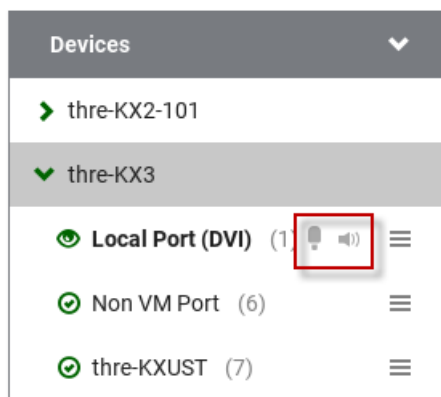 Devices
thre-KX2-101
thre-KX3
Local Port (DVI) (1)
Non VM Port (6)
thre-KXUST (7)